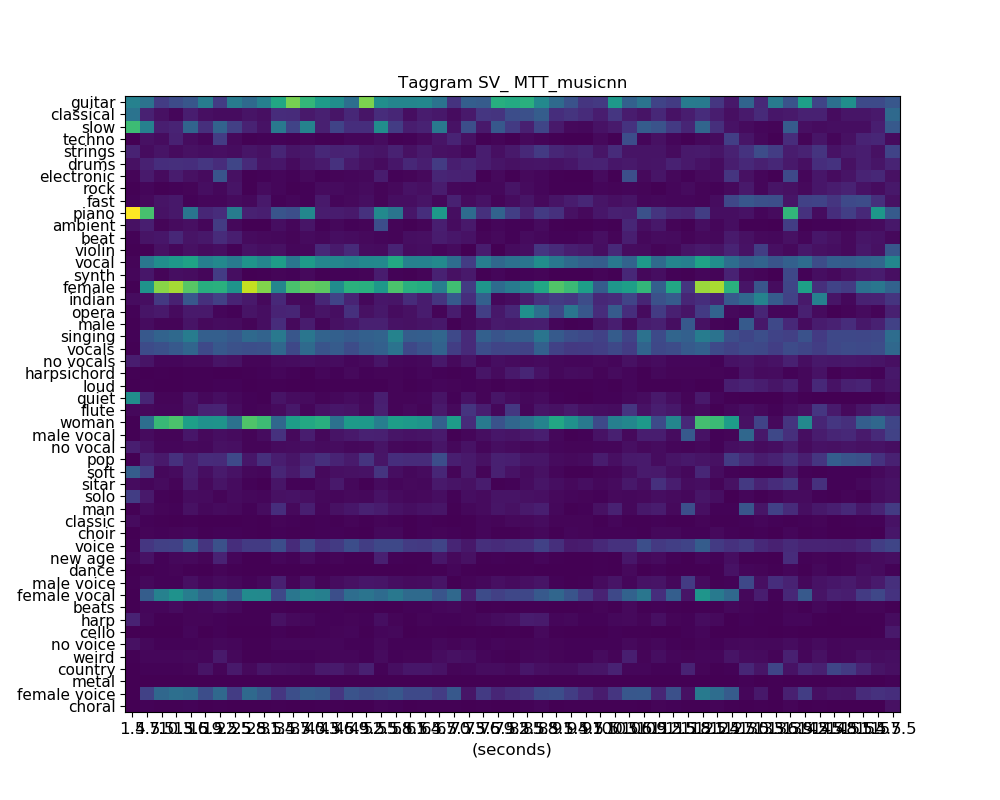 Taggram SV_ MTT_musicnn
guitar
classical
slow
techno
strings
drums
electronic
rock
fast
piano
ambient
beat
violin
vocal
synth
female
indian
opera
male
singing
vocals
no vocals
harpsichord
loud
quiet
flute
woman
male vocal
no vocal
pop
soft
sitar
solo
man
classic
choir
voice
new age
dance
male voice
female vocal
beats
harp
cello
no voice
weird
country
metal
female voice
choral
(seconds)